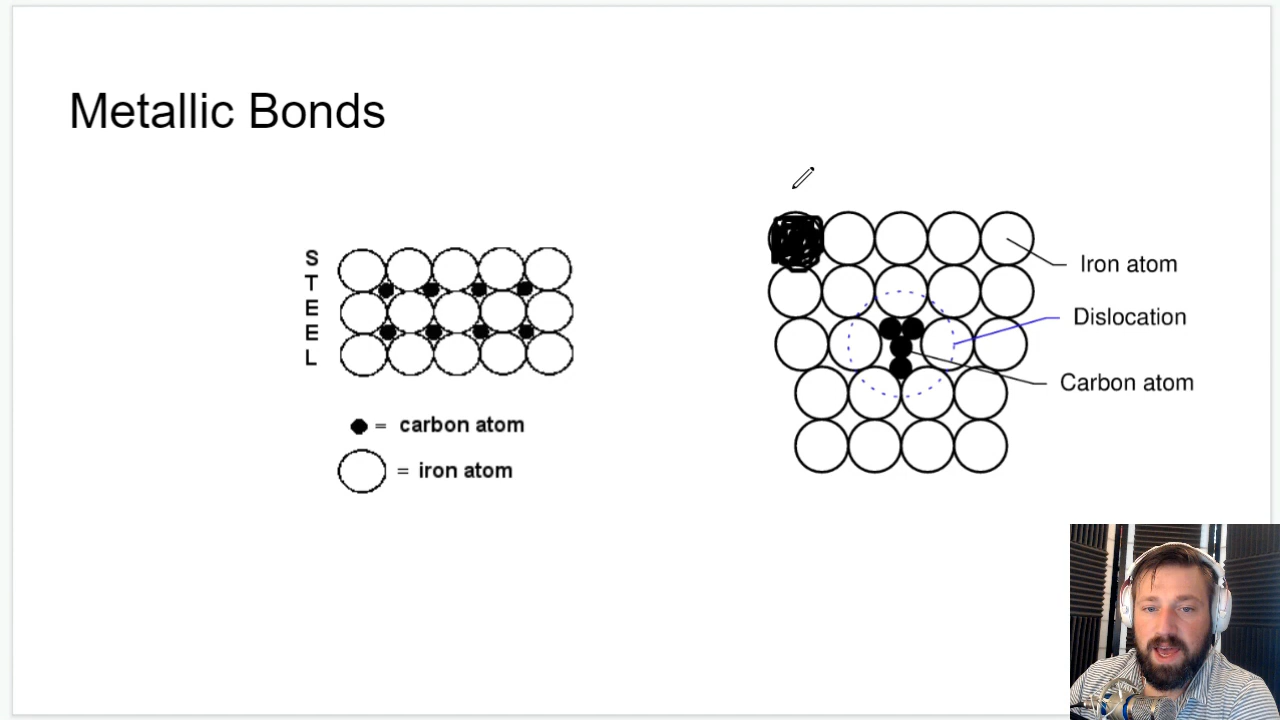 Metallic Bonds
S
T
E
E
L
= carbon atom
= iron atom
Iron atom
Dislocation
Carbon atom